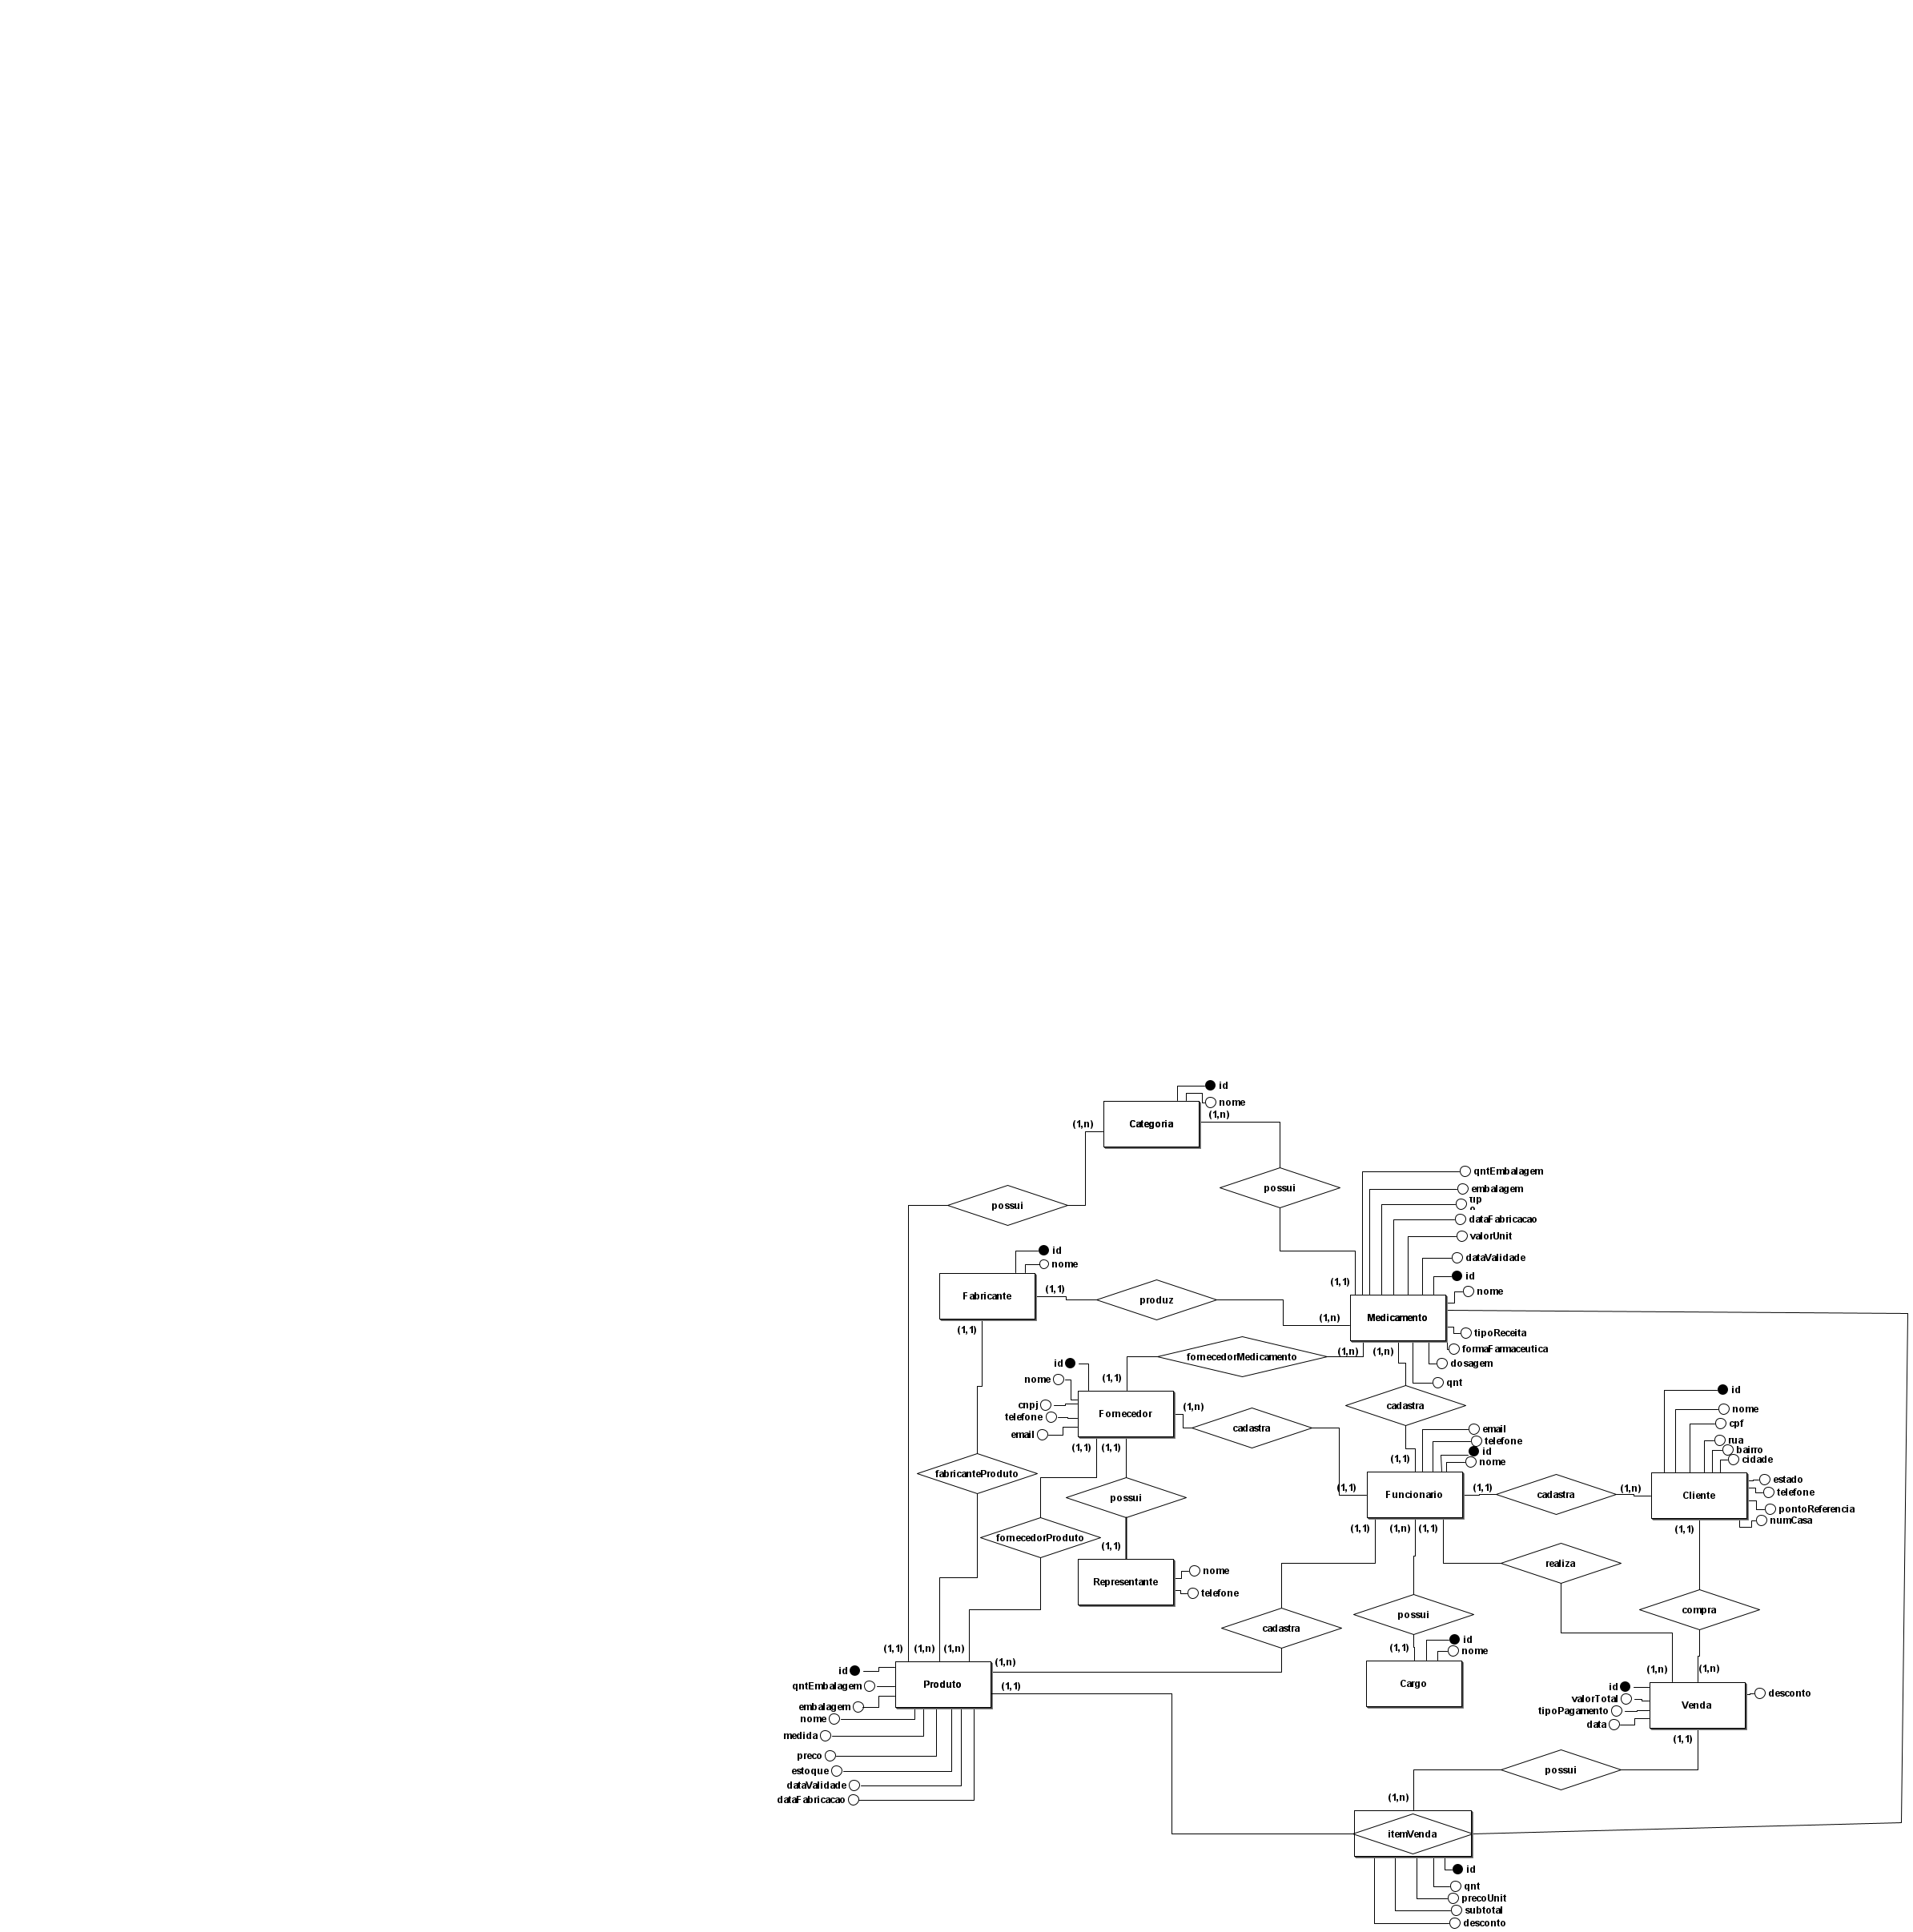 id
nome
(1,n)
(1,n)
Categoria
possui
possui
qntEmbalagem
embalagem
dataFabricacao
valorUnit
dataValidade
id
nome
(1,1)
Medicamento
tipoReceita
formaFarmaceutica
dosagem
qnt
id
nome
Fabricante
(1,1)
(1,1)
produz
(1,n)
fornecedorMedicamento
(1,n)
(1,n)
(1,1)
id
nome
cnpj
telefone
email
Fornecedor
(1,n)
cadastra
cadastra
(1,1)
(1,1)
(1,1)
email
telefone
id
nome
Funcionario
(1,1)
(1,1)
cadastra
(1,n)
id
nome
cpf
rua
bairro
cidade
estado
telefone
pontoReferencia
numCasa
Cliente
(1,1)
fabricanteProduto
possui
fornecedorProduto
(1,1)
Representante
nome
telefone
(1,1)
(1,n)
(1,1)
realiza
cadastra
possui
compra
(1,1)
id
nome
Cargo
(1,1)
(1,n)
(1,n)
(1,n)
(1,1)
Produto
id
qntEmbalagem
embalagem
nome
medida
preco
estoque
dataValidade
dataFabricacao
(1,n)
(1,n)
id
valorTotal
tipoPagamento
data
Venda
desconto
(1,1)
possui
(1,n)
itemVenda
id
qnt
precoUnit
subtotal
desconto